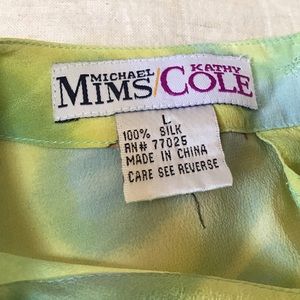 MICHAEL KATHY
MIMS/COLE
L
100% SILK
RN# 77025
MADE IN CHINA
CARE SEE REVERSE